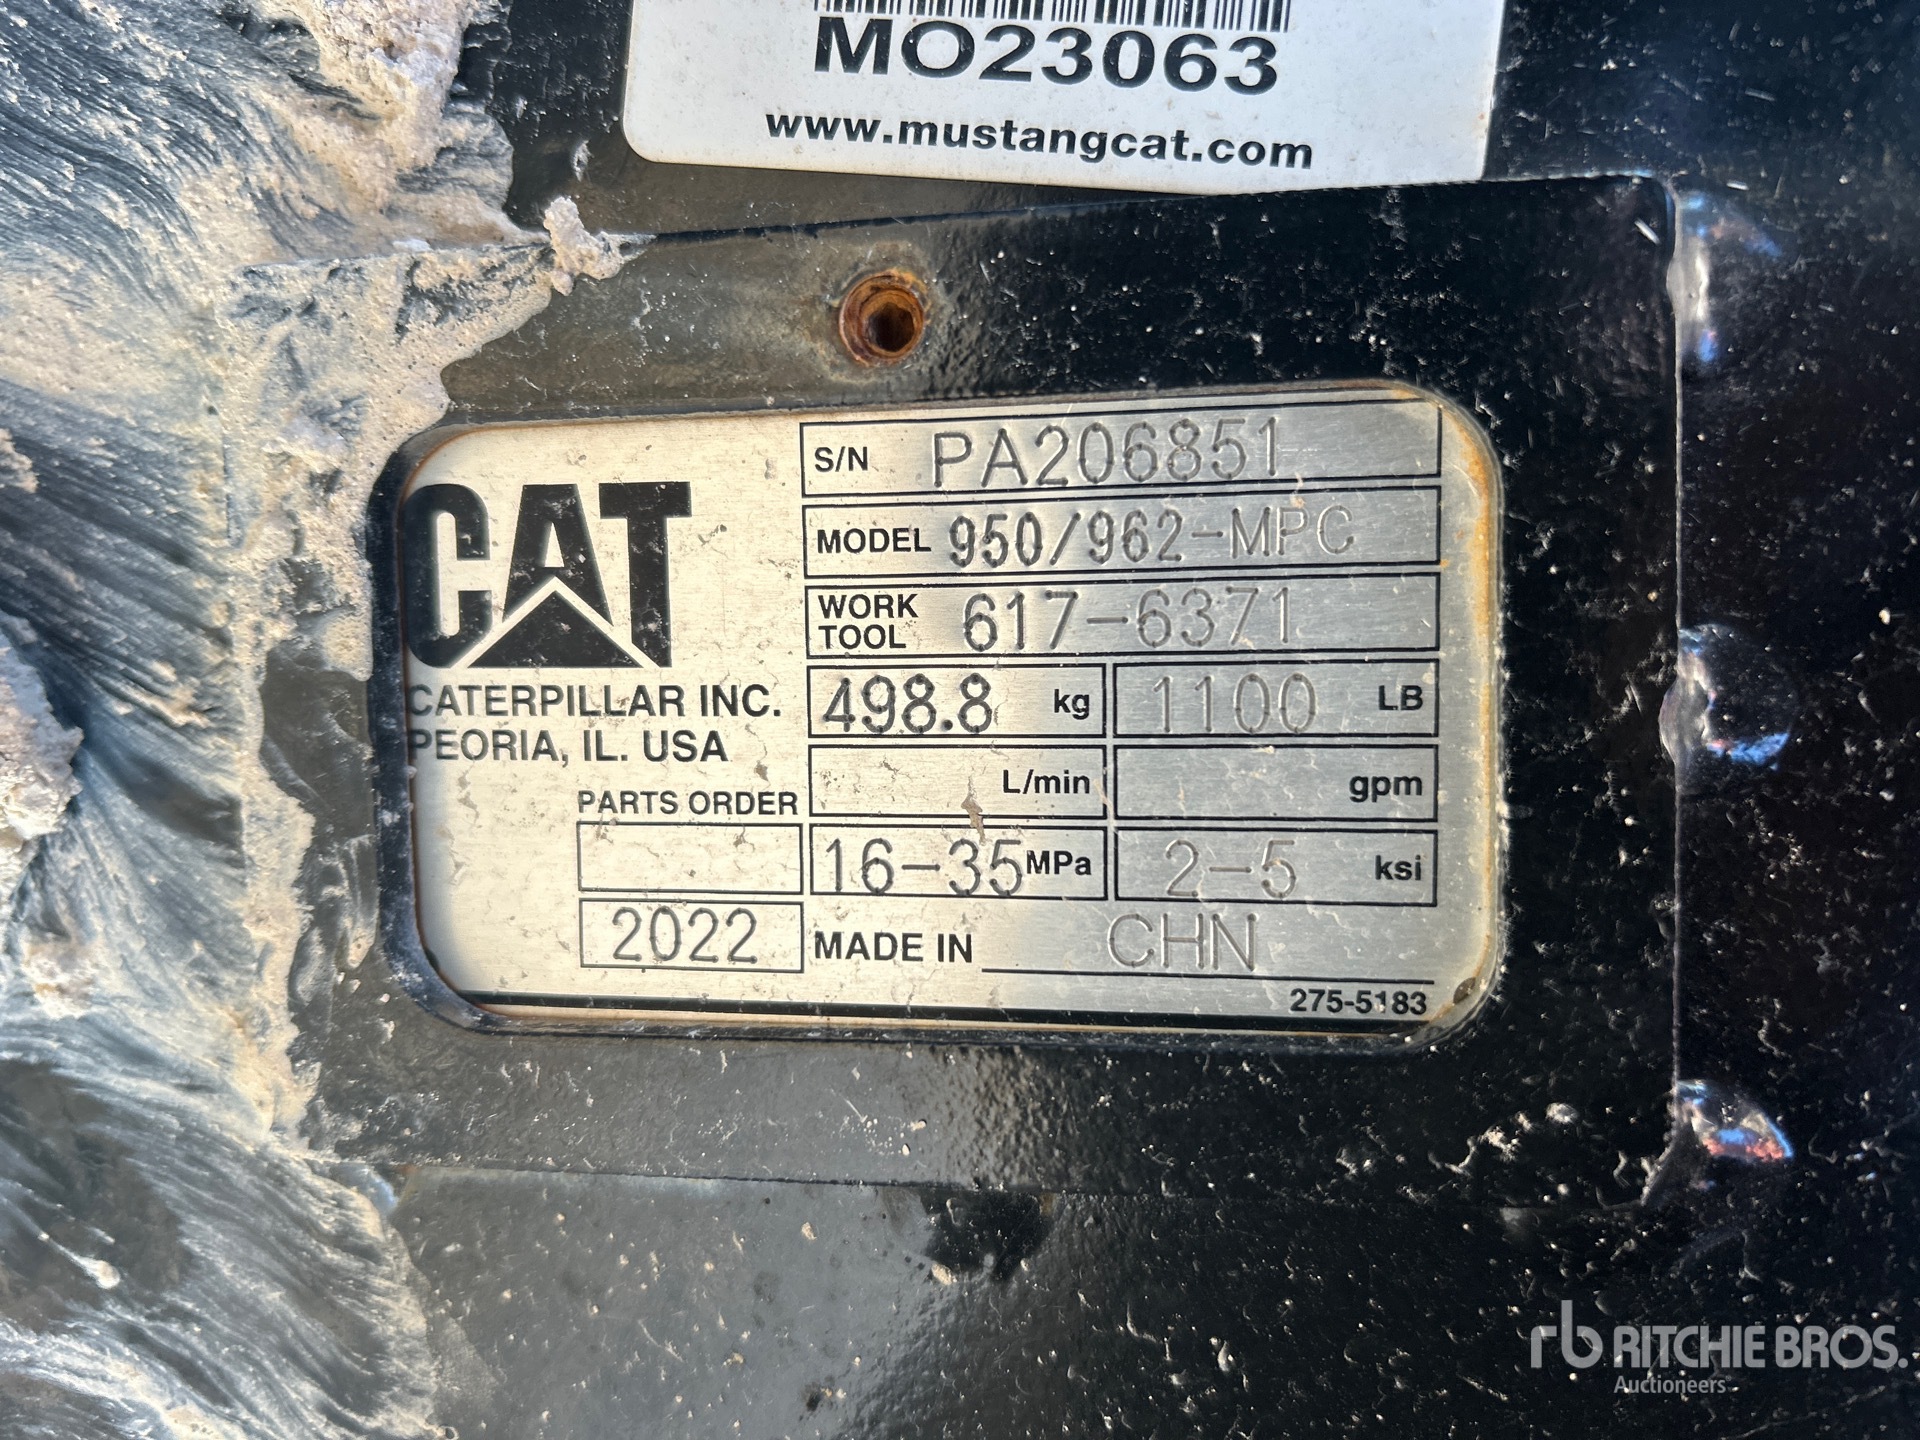 MO23063
www.mustangcat.com
CAT
CATERPILLAR INC.
PEORIA, IL. USA
S/N PA206851
MODEL 950/962-MPC
WORK TOOL 617-6371
498.8 kg 1100 LB
L/min gpm
PARTS ORDER
16-35 MPa 2-5 ksi
2022 MADE IN CHN
275-5183
rb RITCHIE BROS.
Auctioneers